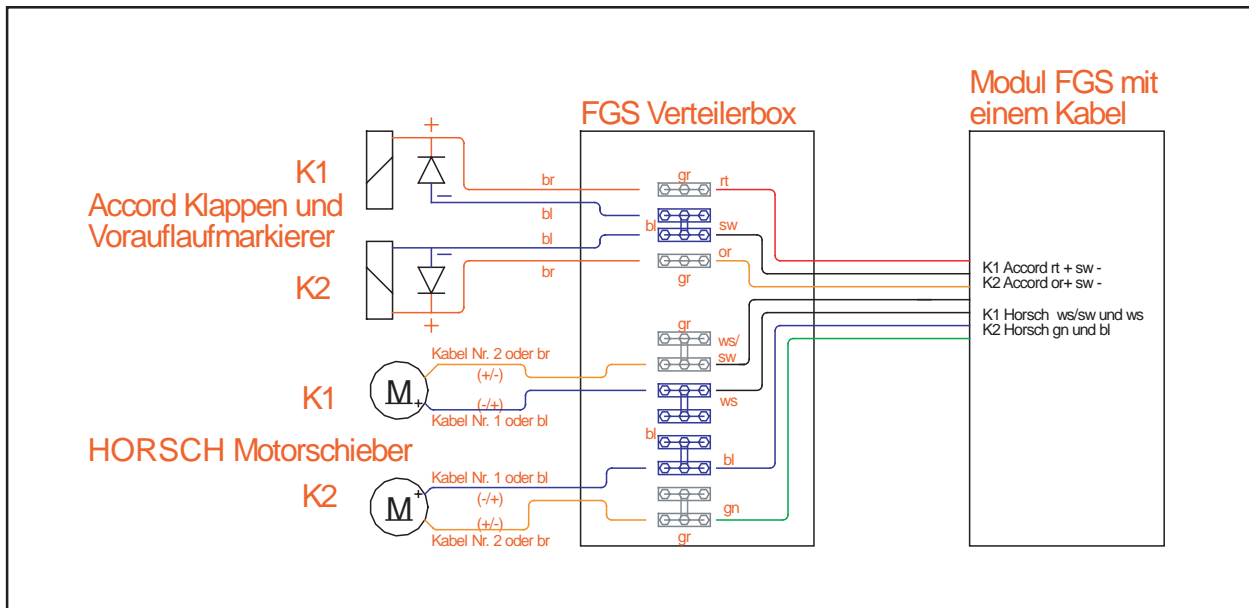 Modul FGS mit
einem Kabel
FGS Verteilerbox
+
K1
br
gr
rt
–
Accord Klappen und
Vorauflaufmarkierer
bl
bl
sw
bl
–
or
K2
br
gr
+
K1 Accord rt + sw -
K2 Accord or+ sw -
K1 Horsch ws/sw und ws
K2 Horsch gn und bl
gr
ws/
sw
Kabel Nr. 2 oder br
(+/-)
M
+
K1
(-/+)
Kabel Nr. 1 oder bl
ws
bl
HORSCH Motorschieber
Kabel Nr. 1 oder bl
bl
K2
M
+
(-/+)
(+/-)
Kabel Nr. 2 oder br
gn
gr